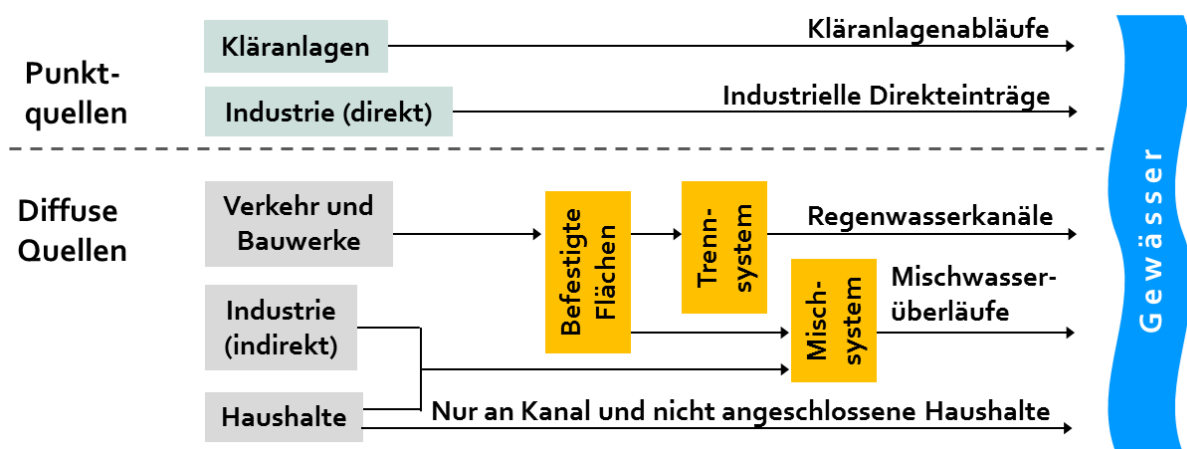 Punkt-
quellen
Kläranlagen
Kläranlagenabläufe
Industrie (direkt)
Industrielle Direkteinträge
Diffuse
Quellen
Verkehr und
Bauwerke
Befestigte
Flächen
Trenn-
system
Regenwasserkanäle
Industrie
(indirekt)
Misch-
system
Mischwasser-
überläufe
Haushalte
Nur an Kanal und nicht angeschlossene Haushalte
Gewässer